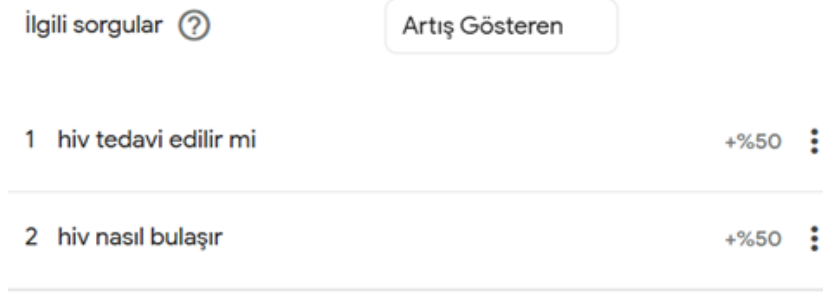 İlgili sorgular ?
Artış Gösteren
1 hiv tedavi edilir mi +%50
2 hiv nasıl bulaşır +%50